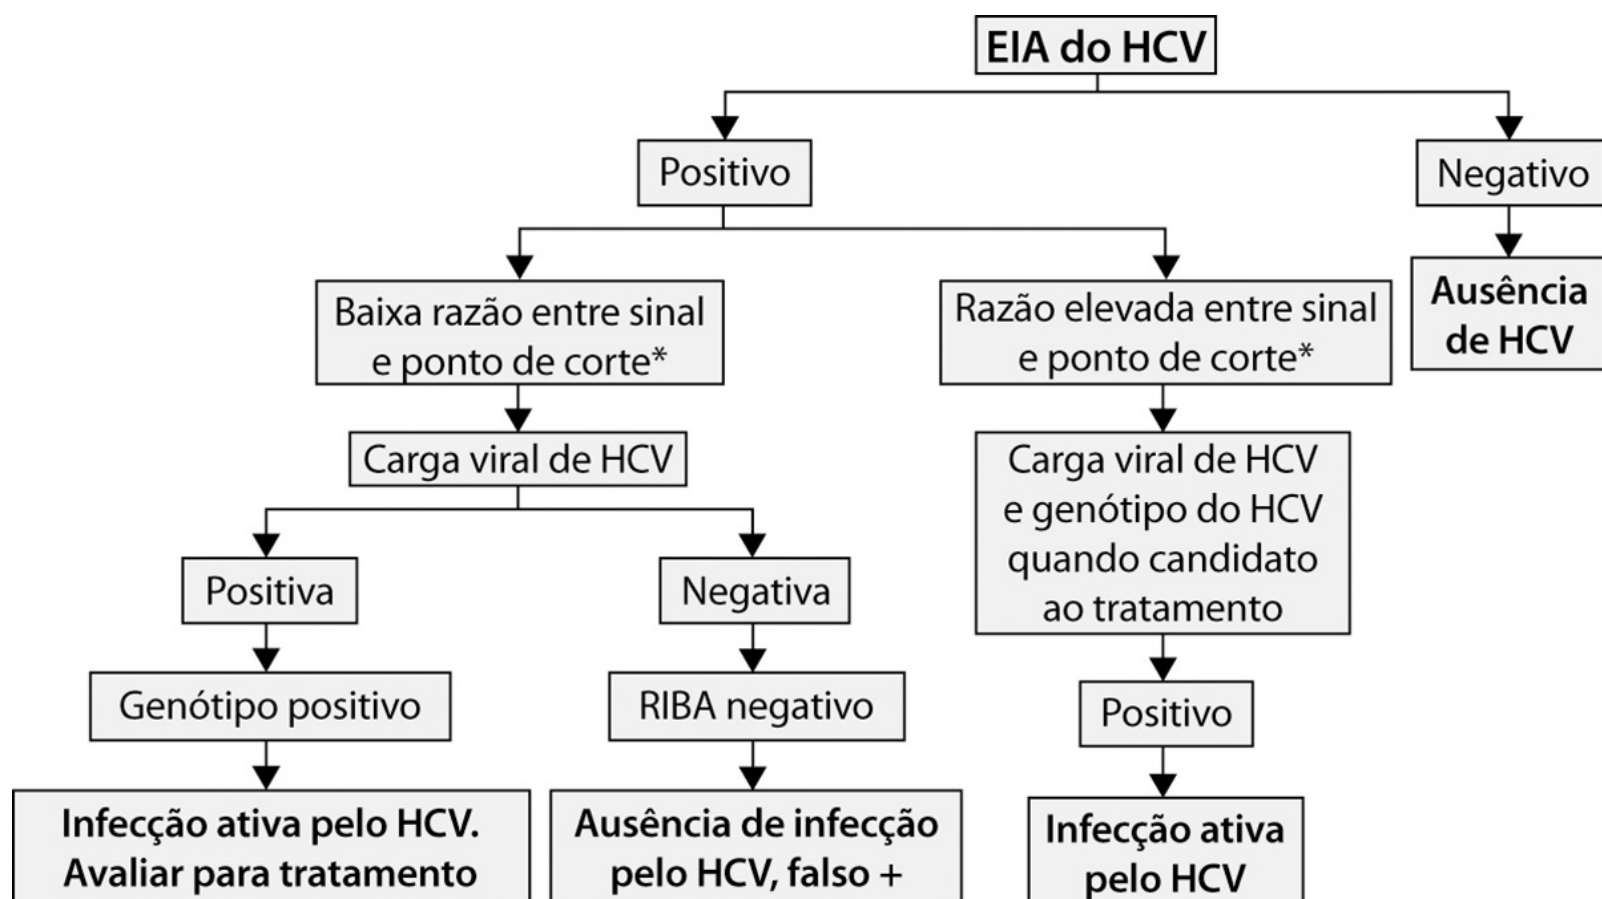 EIA do HCV
Positivo
Negativo
Baixa razão entre sinal
e ponto de corte*
Razão elevada entre sinal
e ponto de corte*
Ausência
de HCV
Carga viral de HCV
Carga viral de HCV
e genótipo do HCV
quando candidato
ao tratamento
Positiva
Negativa
Genótipo positivo
RIBA negativo
Positivo
Infecção ativa pelo HCV.
Avaliar para tratamento
Ausência de infecção
pelo HCV, falso +
Infecção ativa
pelo HCV